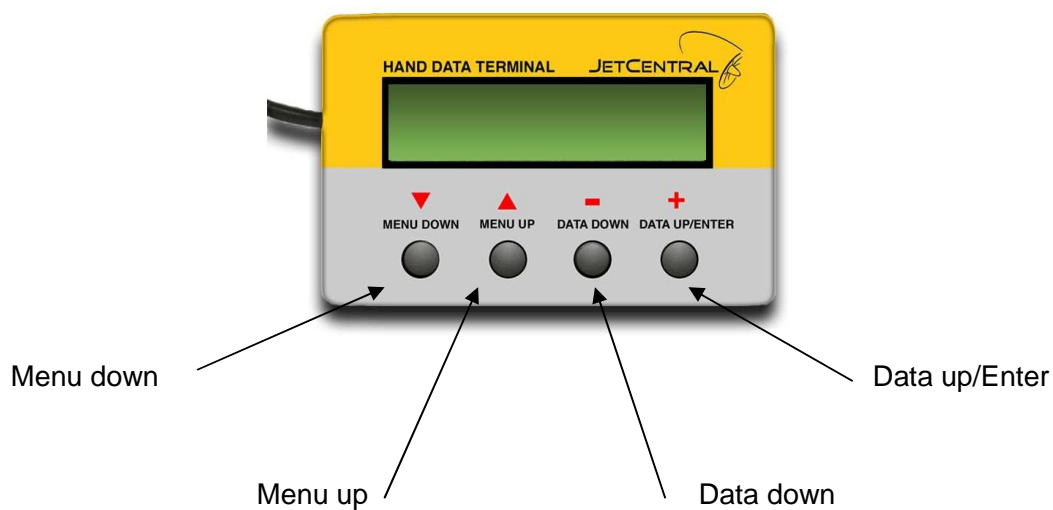 HAND DATA TERMINAL JETCENTRAL
MENU DOWN MENU UP DATA DOWN DATA UP/ENTER
Menu down Data up/Enter
Menu up Data down